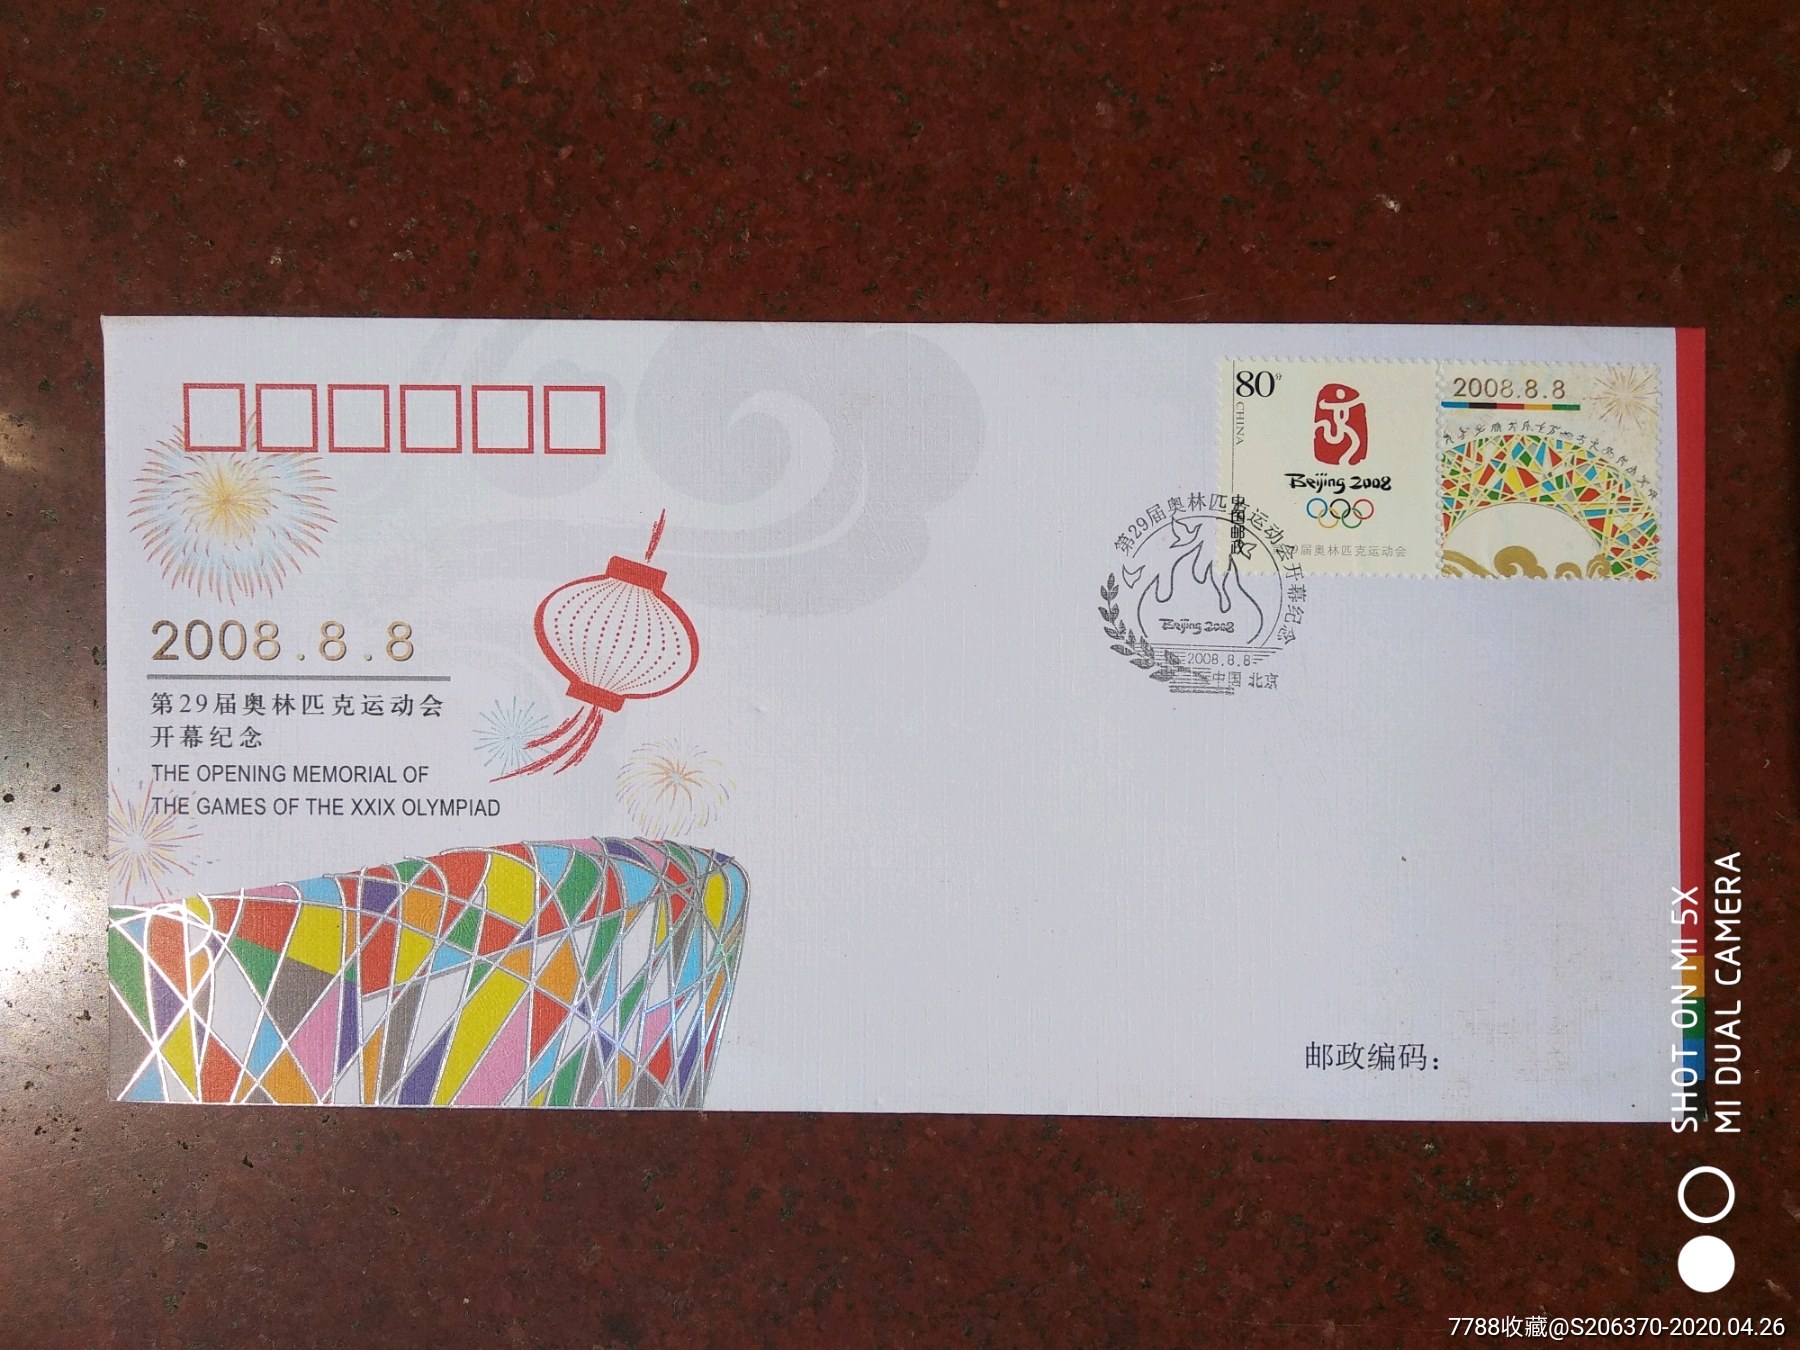 2008.8.8
第29届奥林匹克运动会
开幕纪念
THE OPENING MEMORIAL OF
THE GAMES OF THE XXIX OLYMPIAD
80分
CHINA
中国邮政
Beijing 2008
29届奥林匹克运动会
2008.8.8
第29届奥林匹克运动会开幕纪念
Beijing 2008
2008.8.8
中国 北京
邮政编码：
SHOT ON MI 5X
MI DUAL CAMERA
7788收藏@S206370-2020.04.26